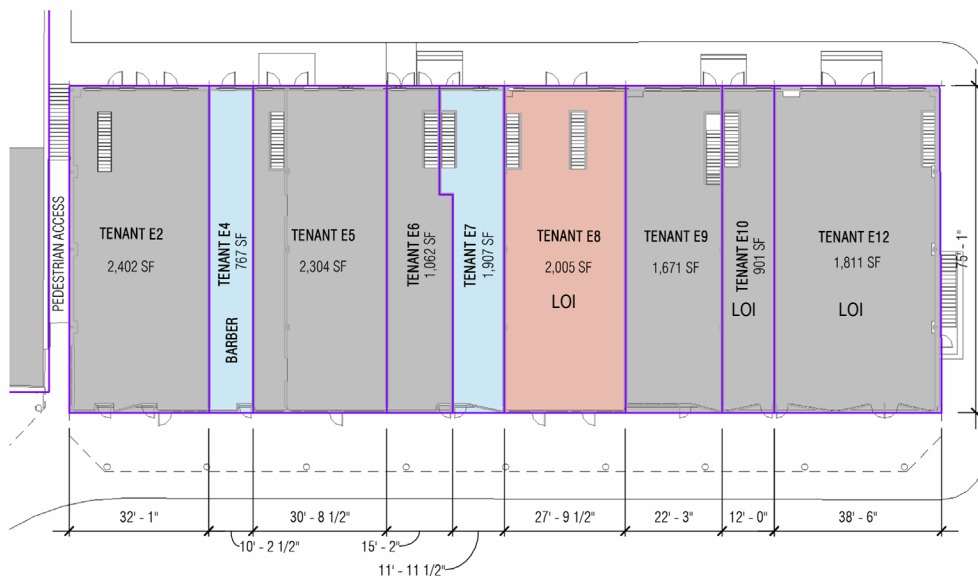 PEDESTRIAN ACCESS
TENANT E2
2,402 SF
TENANT E4
767 SF
BARBER
TENANT E5
2,304 SF
TENANT E6
1,062 SF
TENANT E7
1,907 SF
TENANT E8
2,005 SF
LOI
TENANT E9
1,671 SF
TENANT E10
901 SF
LOI
TENANT E12
1,811 SF
LOI
75' - 1"
32' - 1"
10' - 2 1/2"
30' - 8 1/2"
15' - 2"
11' - 11 1/2"
27' - 9 1/2"
22' - 3"
12' - 0"
38' - 6"